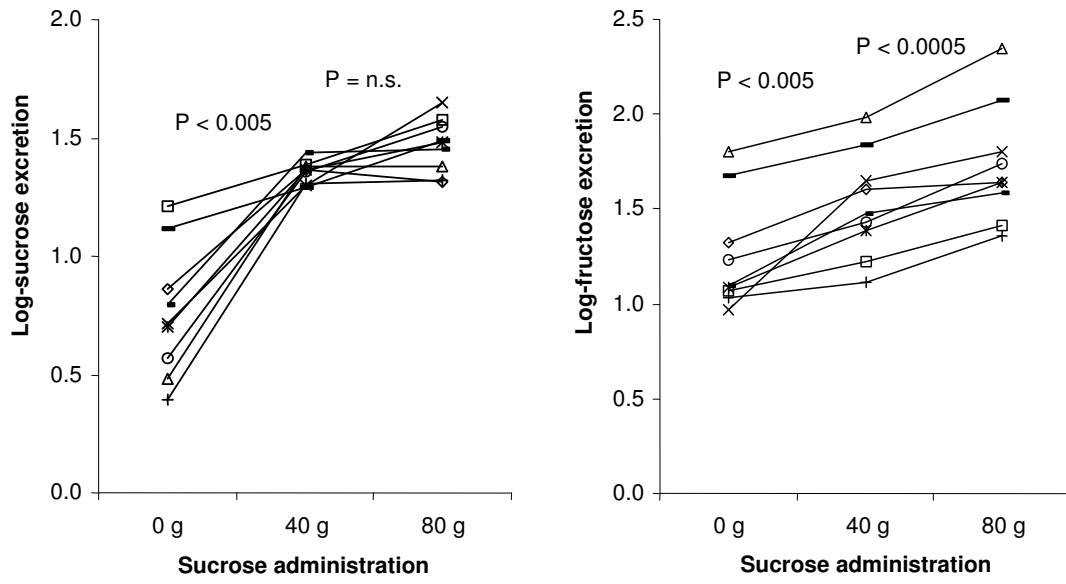 2.0
1.5
1.0
0.5
0.0
Log-sucrose excretion
P < 0.005
P = n.s.
0 g
40 g
80 g
Sucrose administration
2.5
2.0
1.5
1.0
0.5
0.0
Log-fructose excretion
P < 0.005
P < 0.0005
0 g
40 g
80 g
Sucrose administration